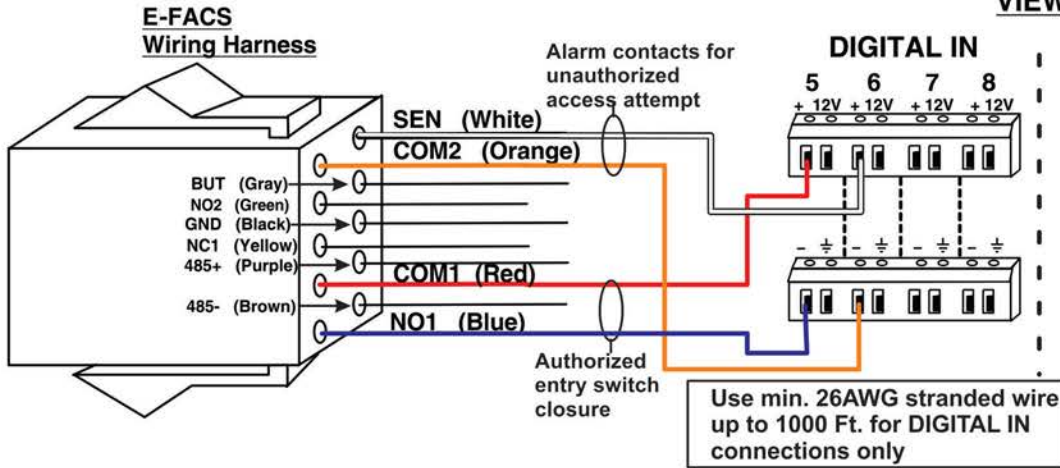 VIEW
E-FACS
Wiring Harness
Alarm contacts for
unauthorized
access attempt
DIGITAL IN
5 6 7 8
+ 12V + 12V + 12V + 12V
SEN (White)
COM2 (Orange)
BUT (Gray)
NO2 (Green)
GND (Black)
NC1 (Yellow)
485+ (Purple)
COM1 (Red)
485- (Brown)
NO1 (Blue)
- - - -
Authorized
entry switch
closure
Use min. 26AWG stranded wire
up to 1000 Ft. for DIGITAL IN
connections only